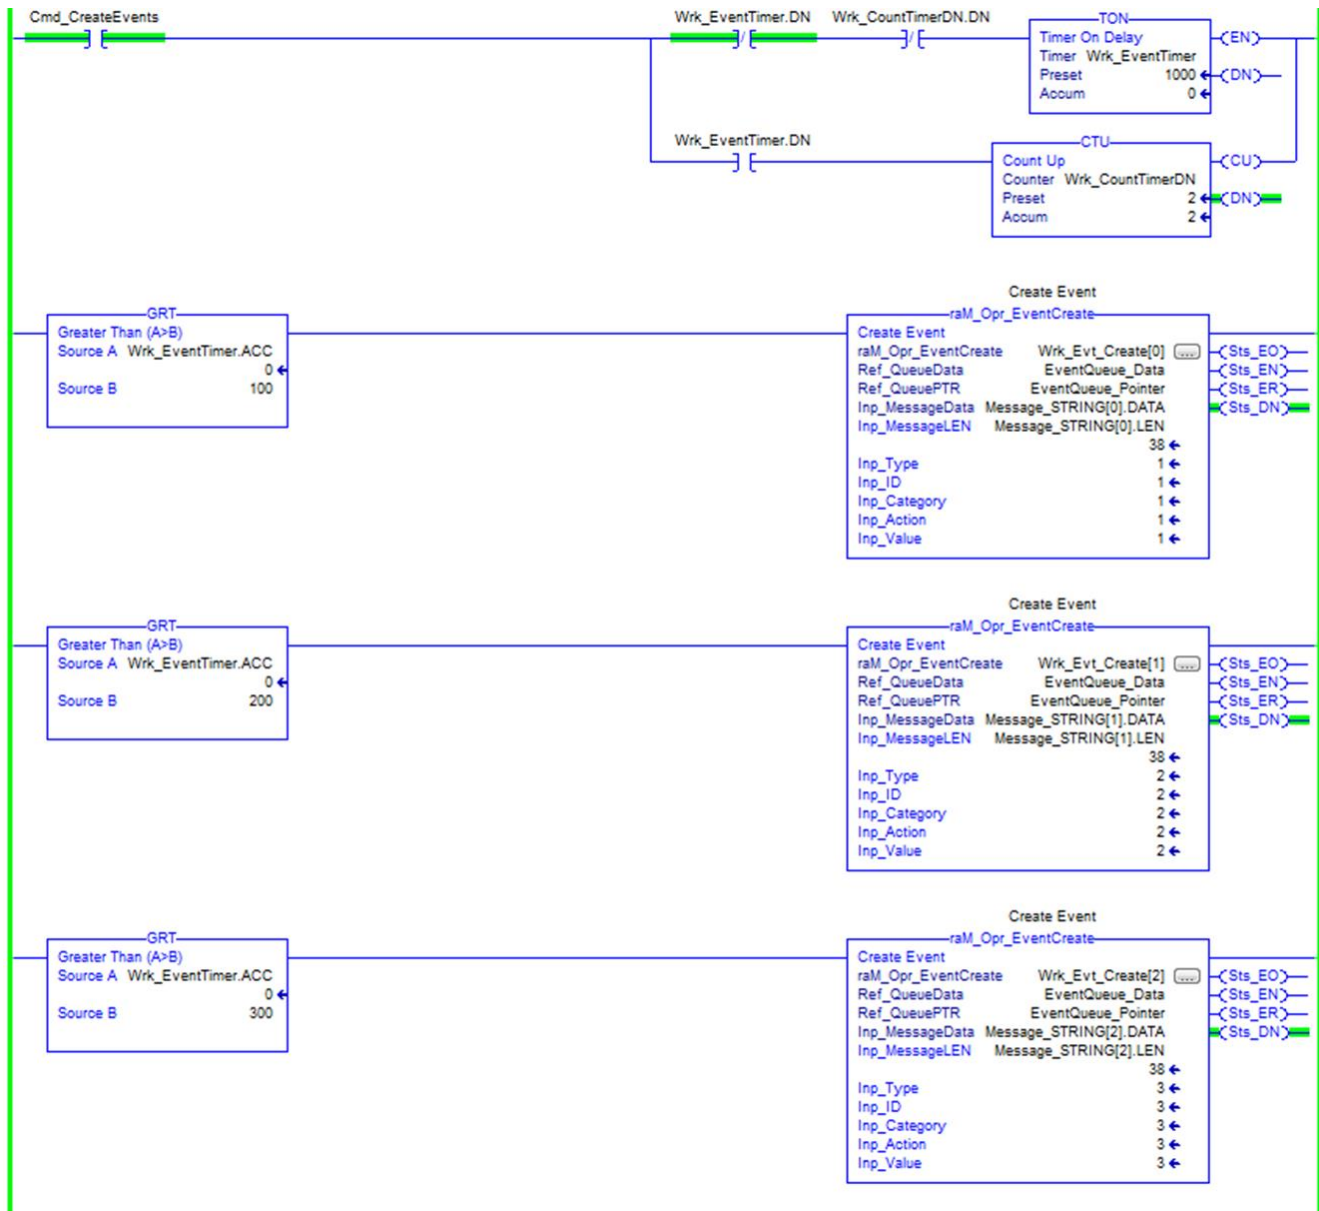 Cmd_CreateEvents
Wrk_EventTimer.DN
Wrk_CountTimerDN.DN
TON
Timer On Delay
Timer Wrk_EventTimer
Preset 1000
Accum 0
EN
DN
Wrk_EventTimer.DN
CTU
Count Up
Counter Wrk_CountTimerDN
Preset 2
Accum 2
CU
DN
GRT
Greater Than (A>B)
Source A Wrk_EventTimer.ACC
0
Source B 100
Create Event
raM_Opr_EventCreate
Create Event
raM_Opr_EventCreate Wrk_Evt_Create[0] ...
Ref_QueueData EventQueue_Data
Ref_QueuePTR EventQueue_Pointer
Inp_MessageData Message_STRING[0].DATA
Inp_MessageLEN Message_STRING[0].LEN
38
Inp_Type 1
Inp_ID 1
Inp_Category 1
Inp_Action 1
Inp_Value 1
Sts_EO
Sts_EN
Sts_ER
Sts_DN
GRT
Greater Than (A>B)
Source A Wrk_EventTimer.ACC
0
Source B 200
Create Event
raM_Opr_EventCreate
Create Event
raM_Opr_EventCreate Wrk_Evt_Create[1] ...
Ref_QueueData EventQueue_Data
Ref_QueuePTR EventQueue_Pointer
Inp_MessageData Message_STRING[1].DATA
Inp_MessageLEN Message_STRING[1].LEN
38
Inp_Type 2
Inp_ID 2
Inp_Category 2
Inp_Action 2
Inp_Value 2
Sts_EO
Sts_EN
Sts_ER
Sts_DN
GRT
Greater Than (A>B)
Source A Wrk_EventTimer.ACC
0
Source B 300
Create Event
raM_Opr_EventCreate
Create Event
raM_Opr_EventCreate Wrk_Evt_Create[2] ...
Ref_QueueData EventQueue_Data
Ref_QueuePTR EventQueue_Pointer
Inp_MessageData Message_STRING[2].DATA
Inp_MessageLEN Message_STRING[2].LEN
38
Inp_Type 3
Inp_ID 3
Inp_Category 3
Inp_Action 3
Inp_Value 3
Sts_EO
Sts_EN
Sts_ER
Sts_DN